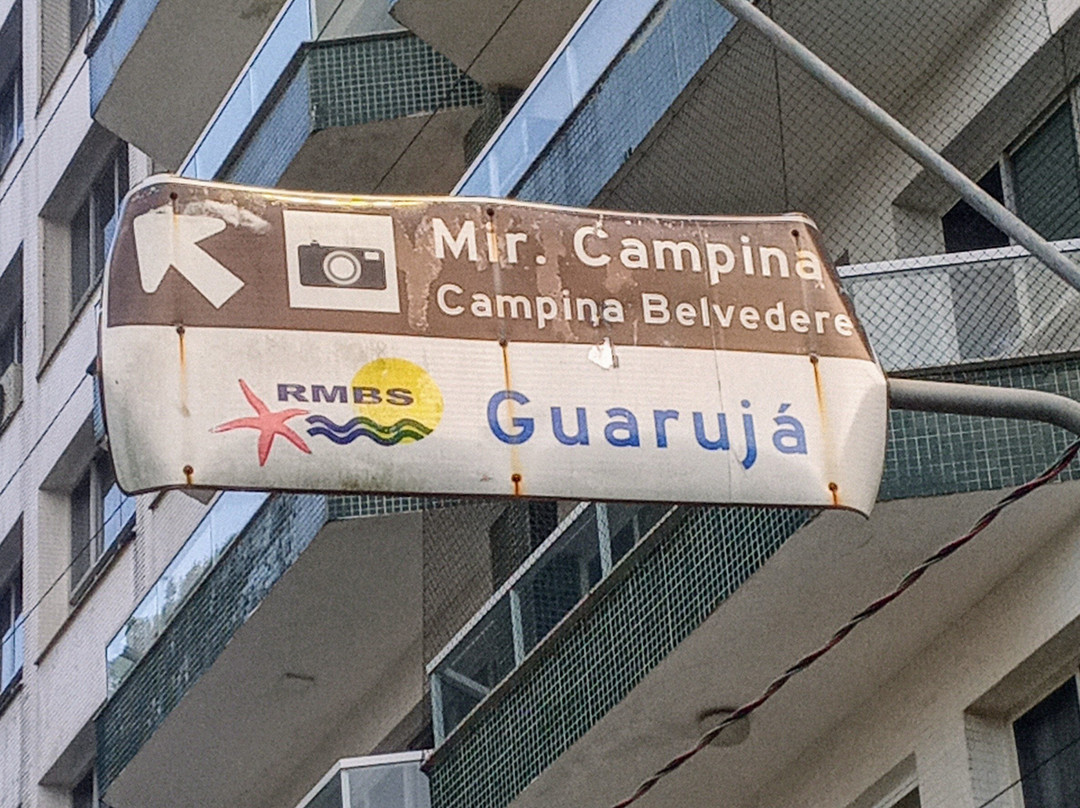 Mir. Campina
Campina Belvedere
RMBS
Guarujá